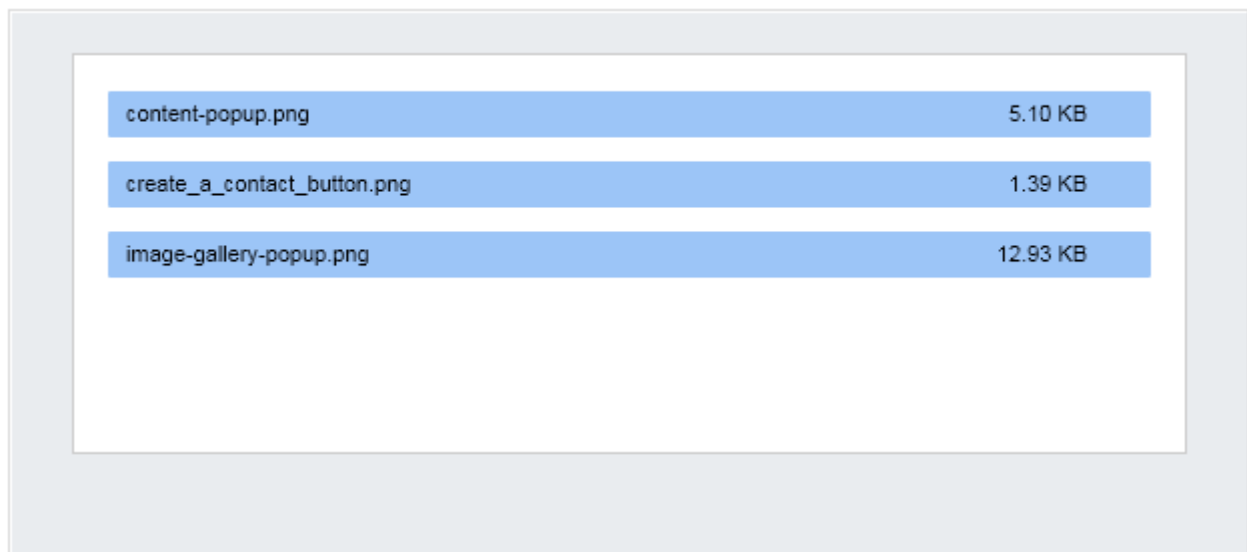 content-popup.png 5.10 KB
create_a_contact_button.png 1.39 KB
image-gallery-popup.png 12.93 KB